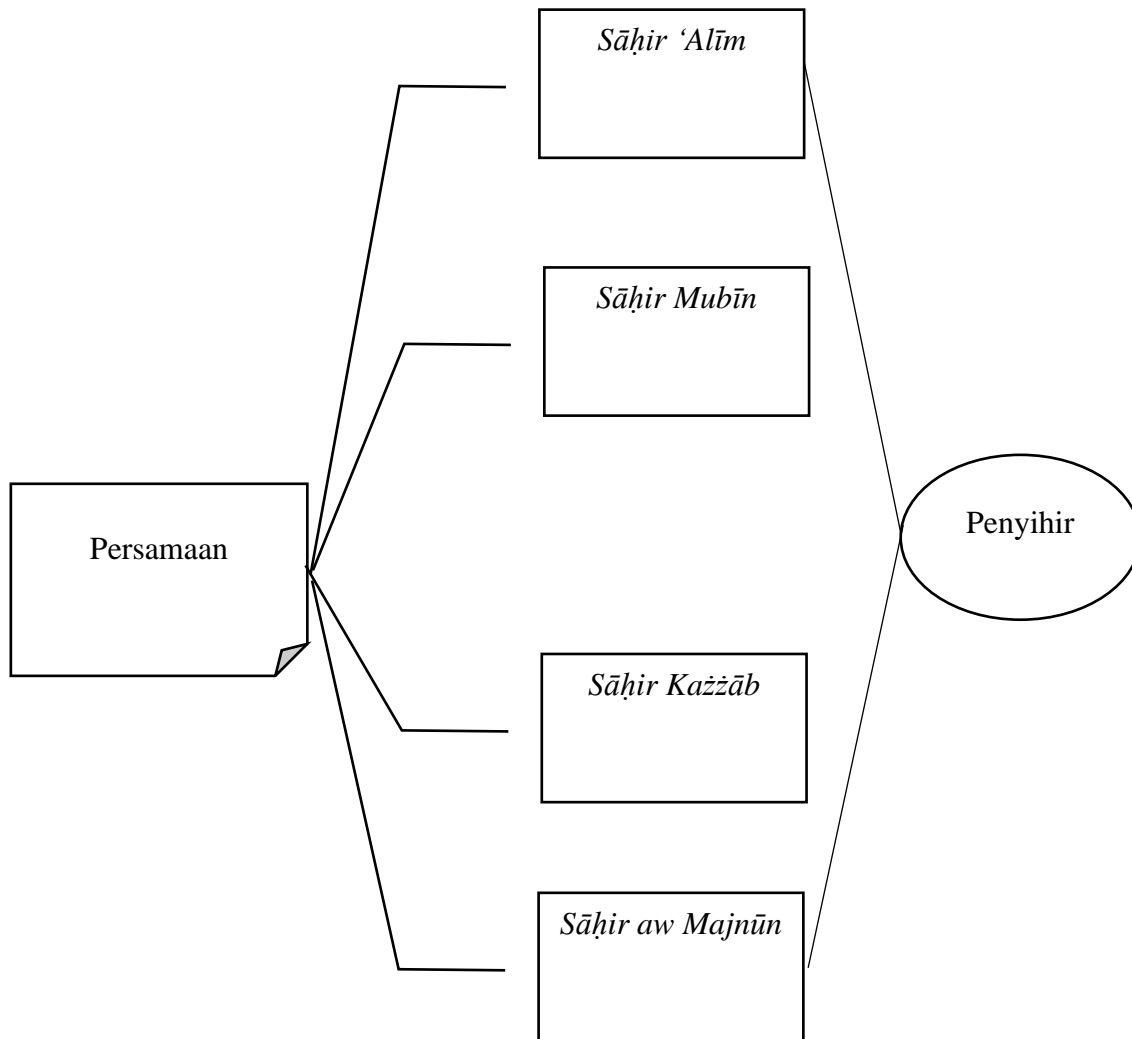 Sāḥir ‘Alīm
Sāḥir Mubīn
Persamaan
Penyihir
Sāḥir Każżāb
Sāḥir aw Majnūn